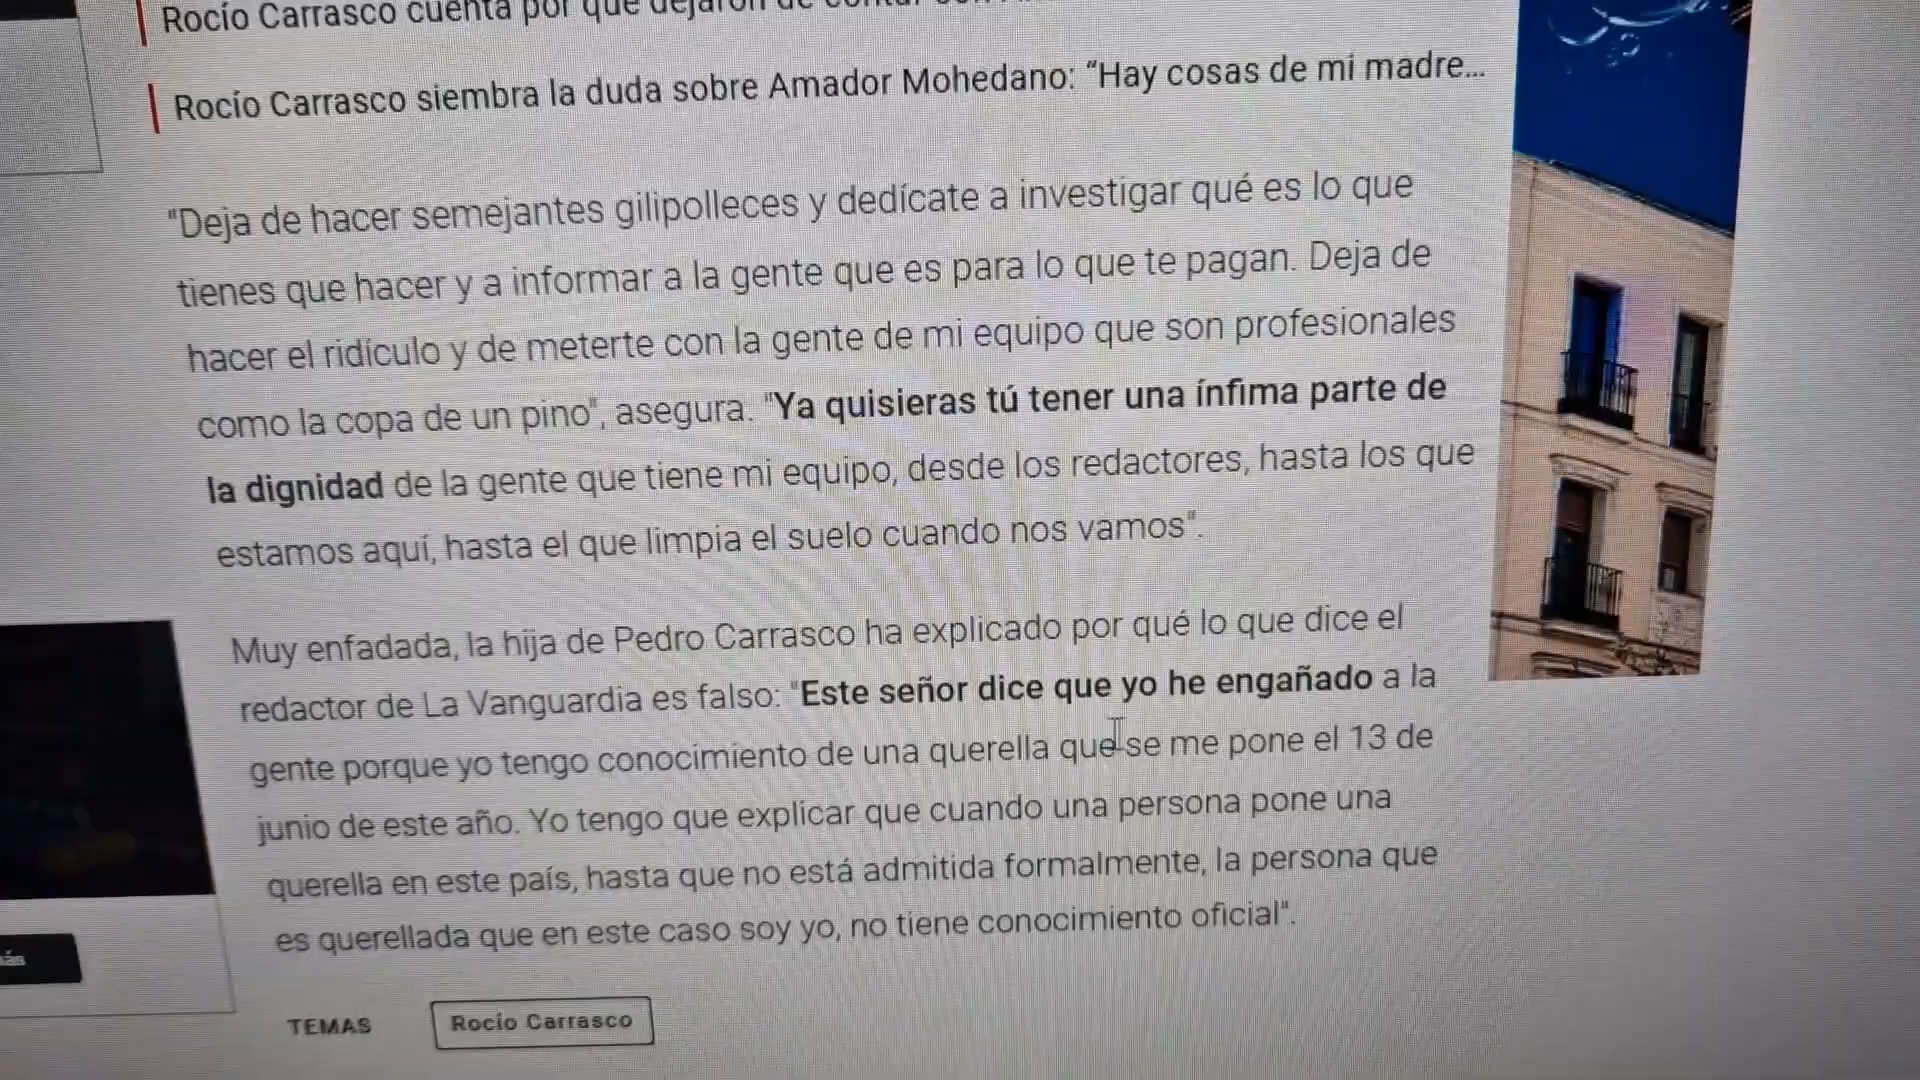 Rocío Carrasco cuenta por qué dejaron de contar con
Rocío Carrasco siembra la duda sobre Amador Mohedano: “Hay cosas de mi madre...
"Deja de hacer semejantes gilipolleces y dedícate a investigar qué es lo que
tienes que hacer y a informar a la gente que es para lo que te pagan. Deja de
hacer el ridículo y de meterte con la gente de mi equipo que son profesionales
como la copa de un pino", asegura. "Ya quisieras tú tener una ínfima parte de
la dignidad de la gente que tiene mi equipo, desde los redactores, hasta los que
estamos aquí, hasta el que limpia el suelo cuando nos vamos".
Muy enfadada, la hija de Pedro Carrasco ha explicado por qué lo que dice el
redactor de La Vanguardia es falso: "Este señor dice que yo he engañado a la
gente porque yo tengo conocimiento de una querella que se me pone el 13 de
junio de este año. Yo tengo que explicar que cuando una persona pone una
querella en este país, hasta que no está admitida formalmente, la persona que
es querellada que en este caso soy yo, no tiene conocimiento oficial".
TEMAS
Rocío Carrasco